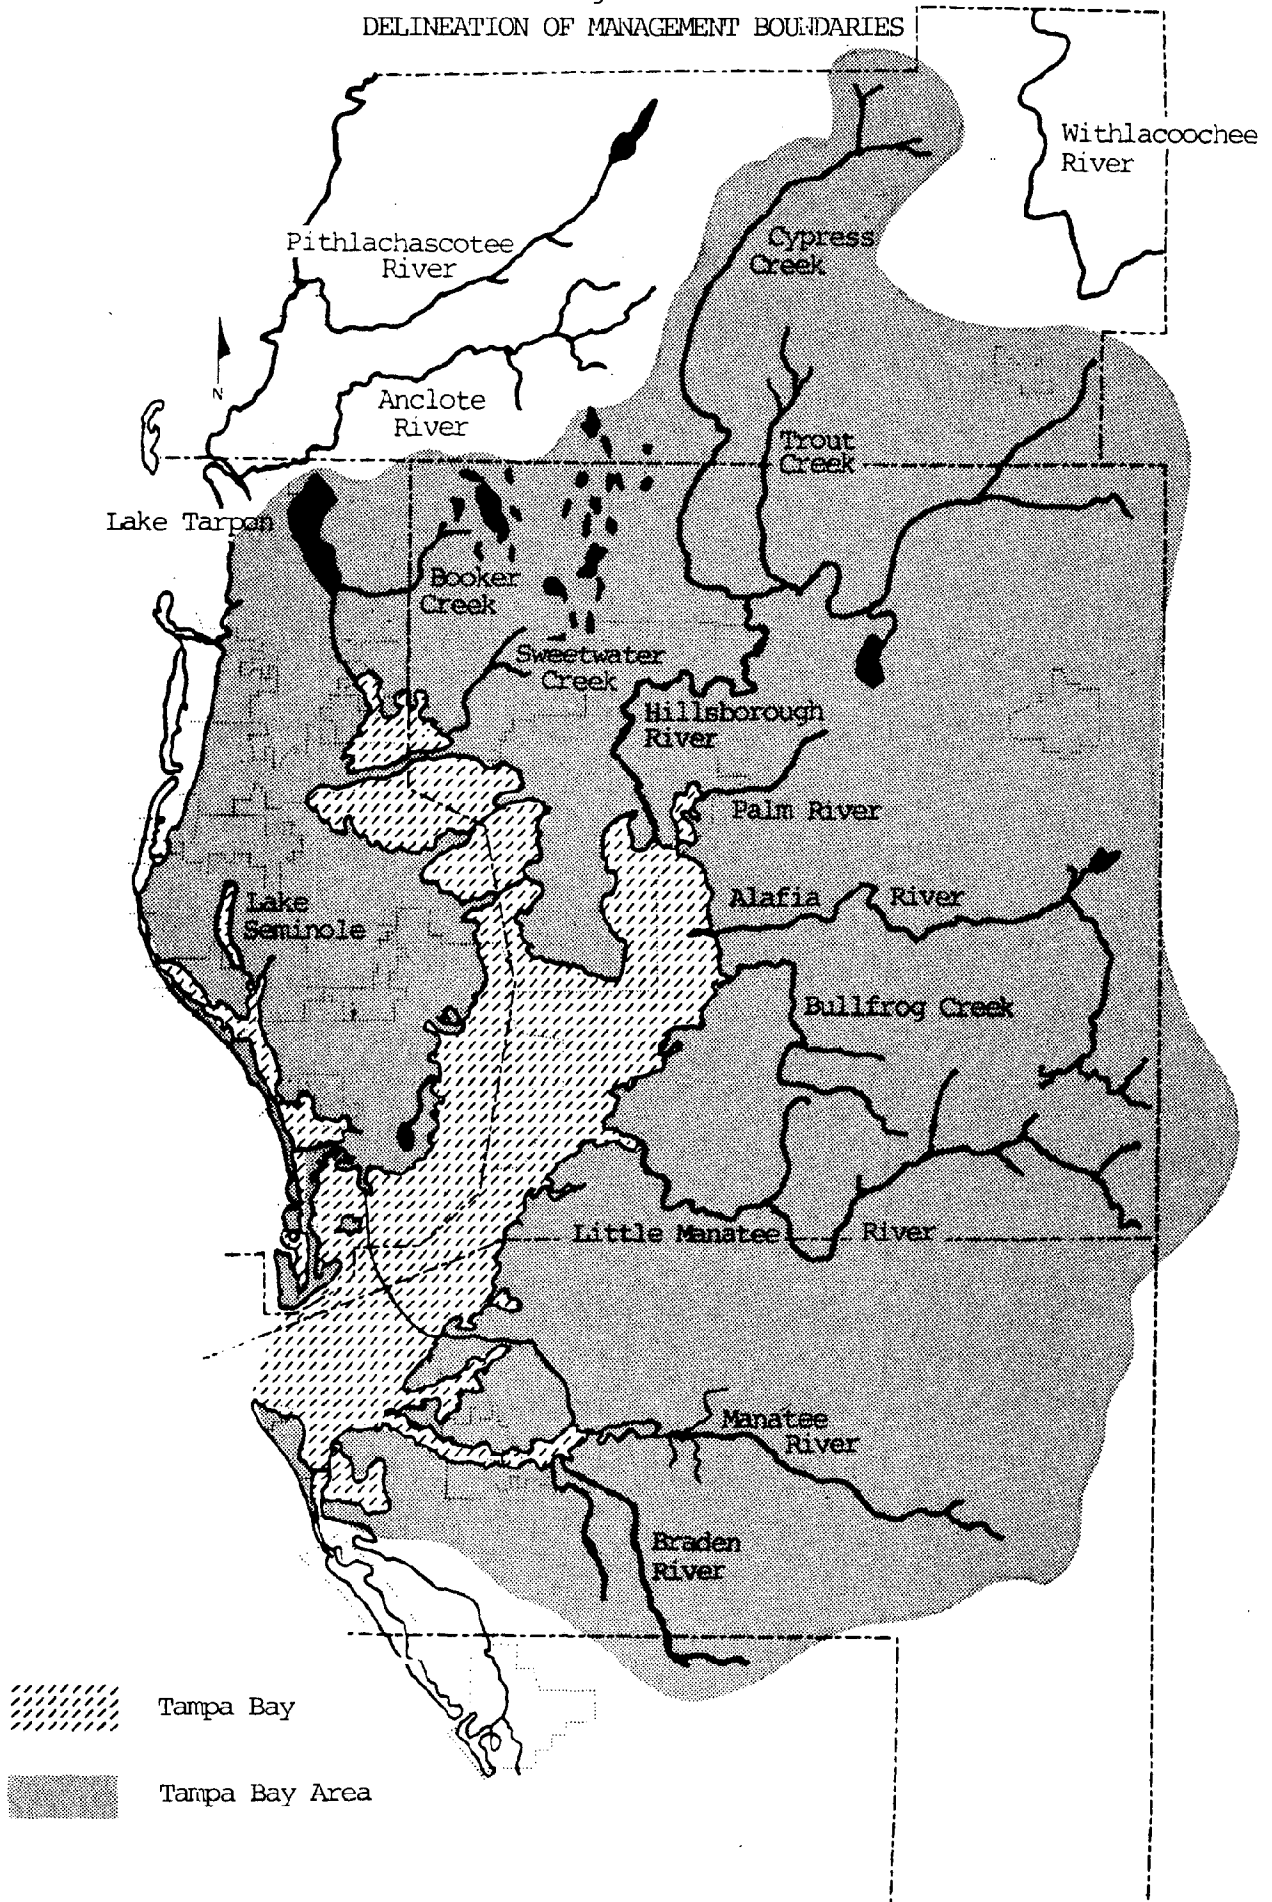 DELINEATION OF MANAGEMENT BOUNDARIES
Withlacoochee
River
Pithlachascotee
River
Cypress
Creek
N
Anclote
River
Trout
Creek
Lake Tarpon
Booker
Creek
Sweetwater
Creek
Hillsborough
River
Palm River
Alafia River
Lake
Seminole
Bullfrog Creek
Little Manatee River
Manatee
River
Braden
River
Tampa Bay
Tampa Bay Area